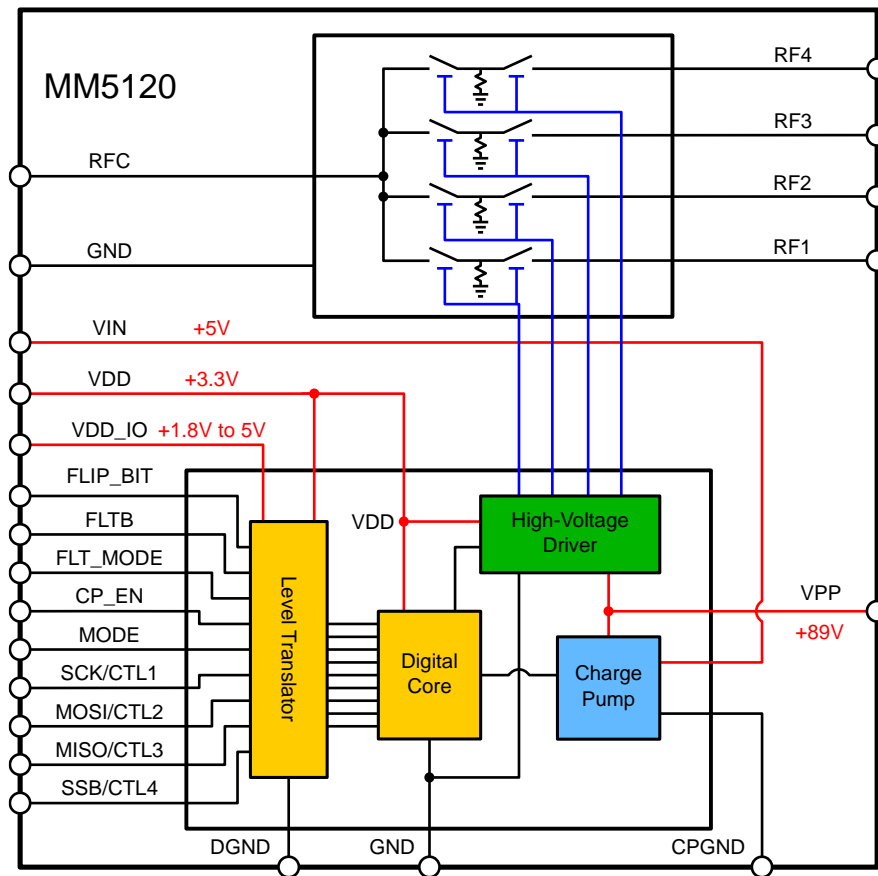 MM5120
RF4
RF3
RFC
RF2
GND
RF1
VIN +5V
VDD +3.3V
VDD_IO +1.8V to 5V
FLIP_BIT
FLTB
FLT_MODE
CP_EN
MODE
SCK/CTL1
MOSI/CTL2
MISO/CTL3
SSB/CTL4
Level Translator
VDD
High-Voltage
Driver
Digital
Core
Charge
Pump
VPP
+89V
DGND
GND
CPGND